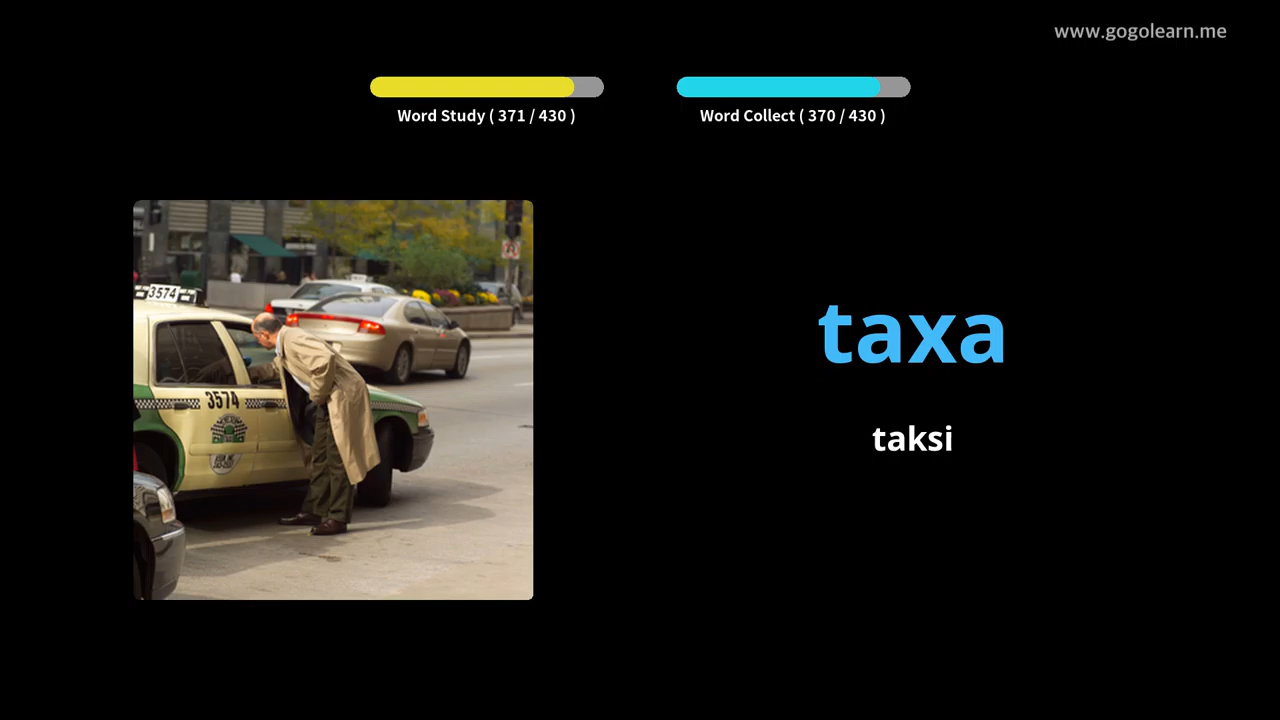 www.gogolearn.me
Word Study ( 371 / 430 )
Word Collect ( 370 / 430 )
3574
3574
taxa
taksi